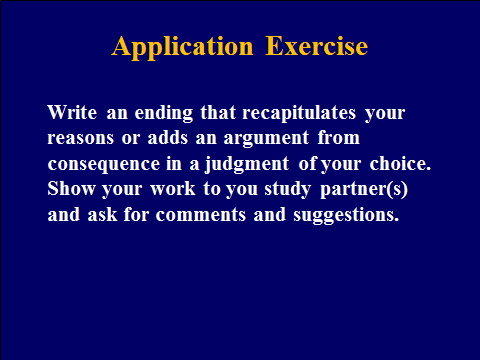 Application Exercise
Write an ending that recapitulates your
reasons or adds an argument from
consequence in a judgment of your choice.
Show your work to you study partner(s)
and ask for comments and suggestions.